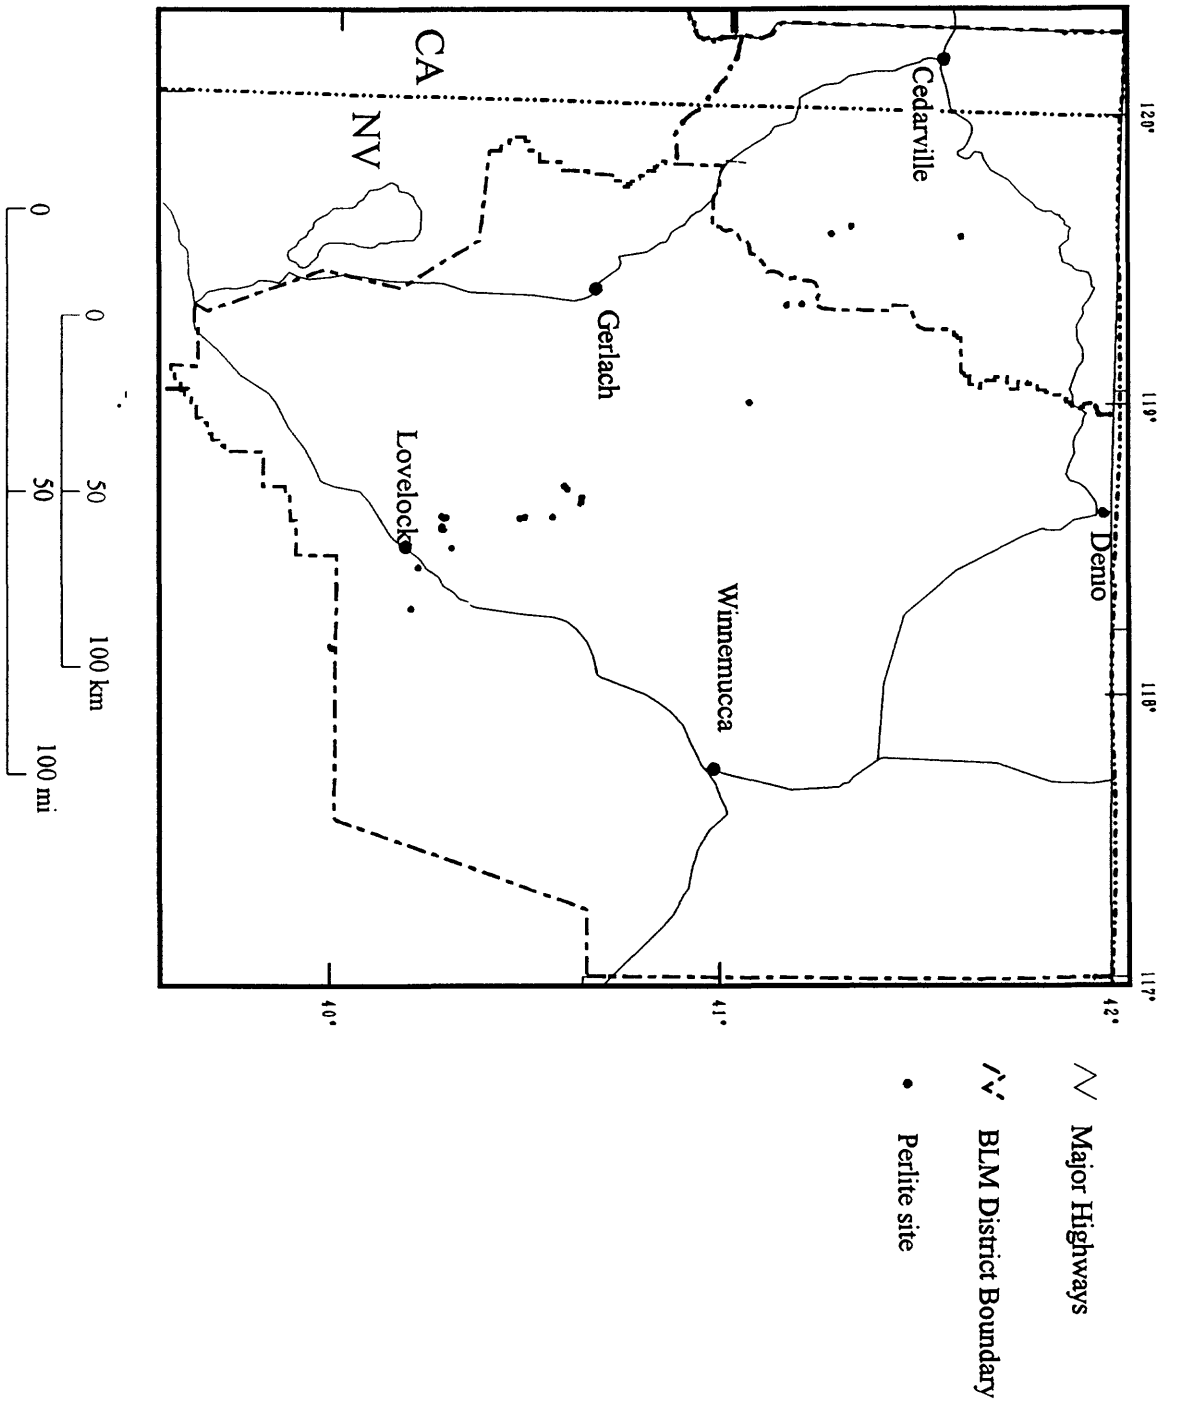 120°
119°
118°
117°
42°
41°
40°
Cedarville
Denio
CA
NV
Gerlach
Winnemucca
Lovelock
Major Highways
BLM District Boundary
Perlite site
0
50
100 km
0
50
100 mi